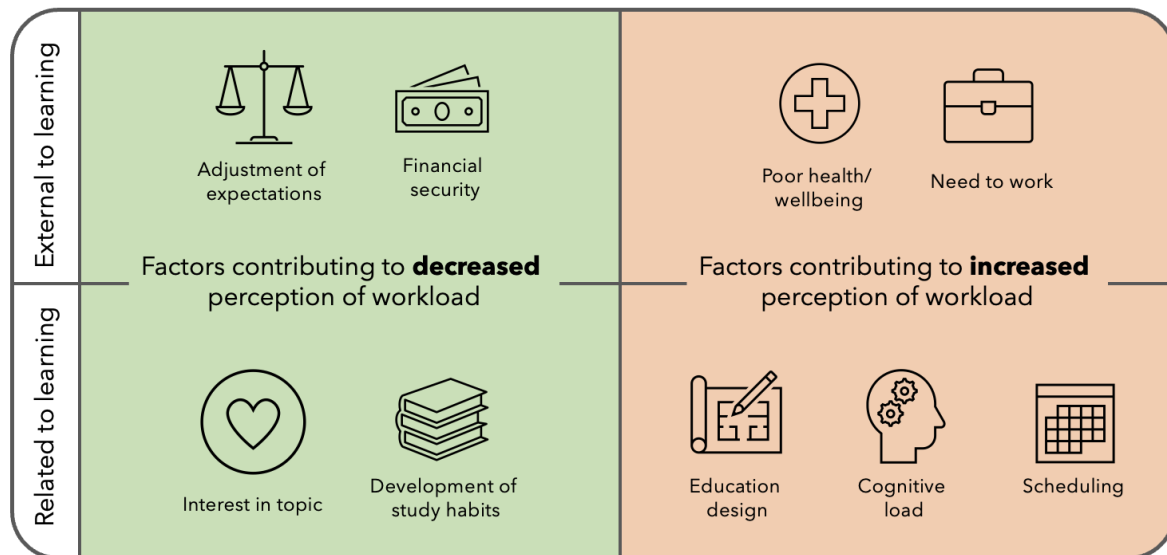 External to learning
Adjustment of
expectations
Financial
security
Poor health/
wellbeing
Need to work
Factors contributing to decreased
perception of workload
Factors contributing to increased
perception of workload
Related to learning
Interest in topic
Development of
study habits
Education
design
Cognitive
load
Scheduling